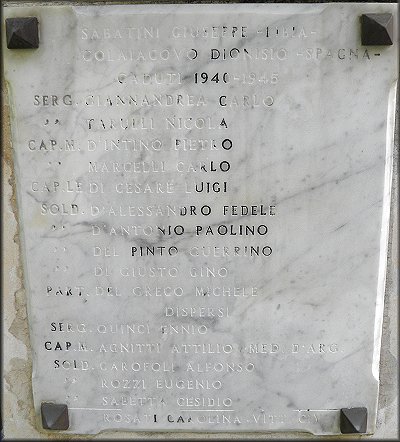 SABATINI GIUSEPPE -LIBIA-
COLAIACOVO DIONISIO -SPAGNA-
CADUTI 1940-1945
SERG. GIANNANDREA CARLO
" TARULLI NICOLA
CAP.M. D'INTINO PIETRO
" MARCELLI CARLO
CAP.LE DI CESARE LUIGI
SOLD. D'ALESSANDRO FEDELE
" D'ANTONIO PAOLINO
" DEL PINTO GUERRINO
" DI GIUSTO GINO
PART. DEL GRECO MICHELE
DISPERSI
SERG. QUINCI ENNIO
CAP.M. AGNITTI ATTILIO -MED. D'ARG.
SOLD. GAROFOLI ALFONSO
" ROZZI EUGENIO
" SALETTA CESIDIO
ROSATI CAROLINA -VITT. CIV.